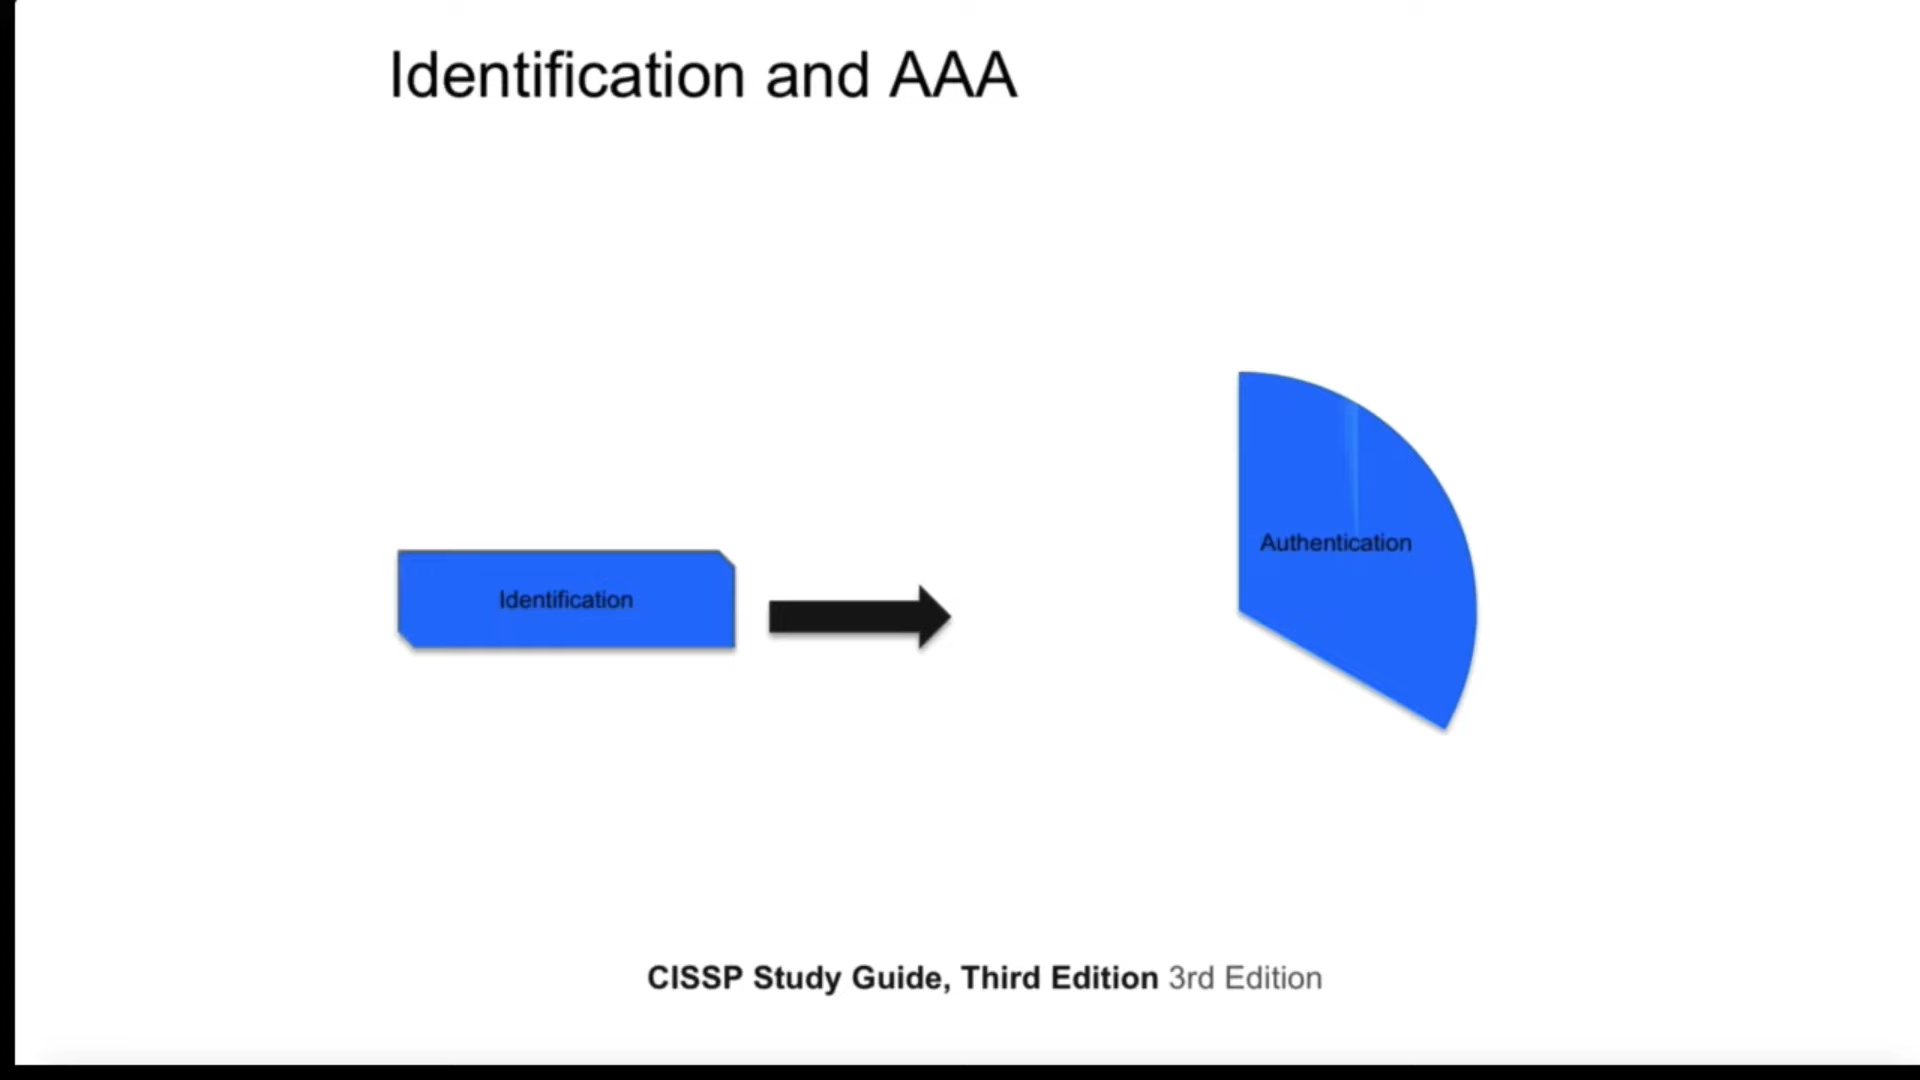 Identification and AAA
Identification
Authentication
CISSP Study Guide, Third Edition 3rd Edition